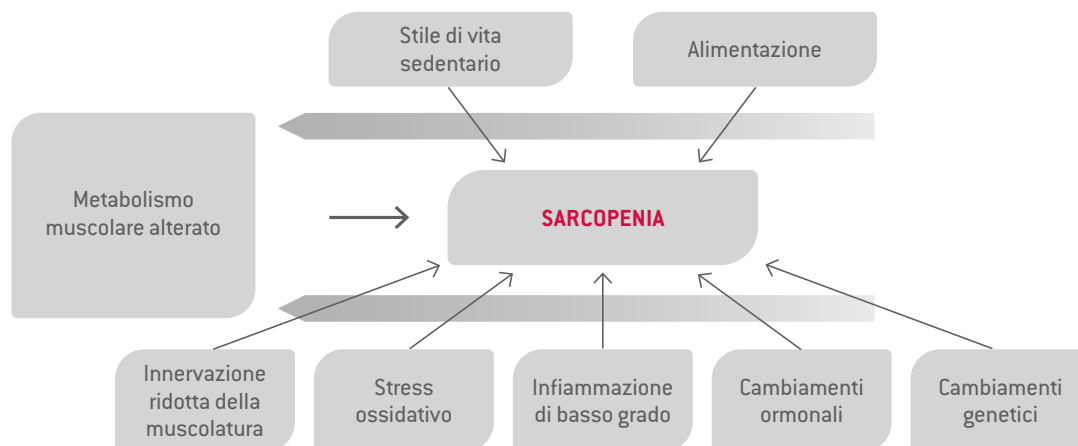 Stile di vita
sedentario
Alimentazione
Metabolismo
muscolare alterato
SARCOPENIA
Innervazione
ridotta della
muscolatura
Stress
ossidativo
Infiammazione
di basso grado
Cambiamenti
ormonali
Cambiamenti
genetici